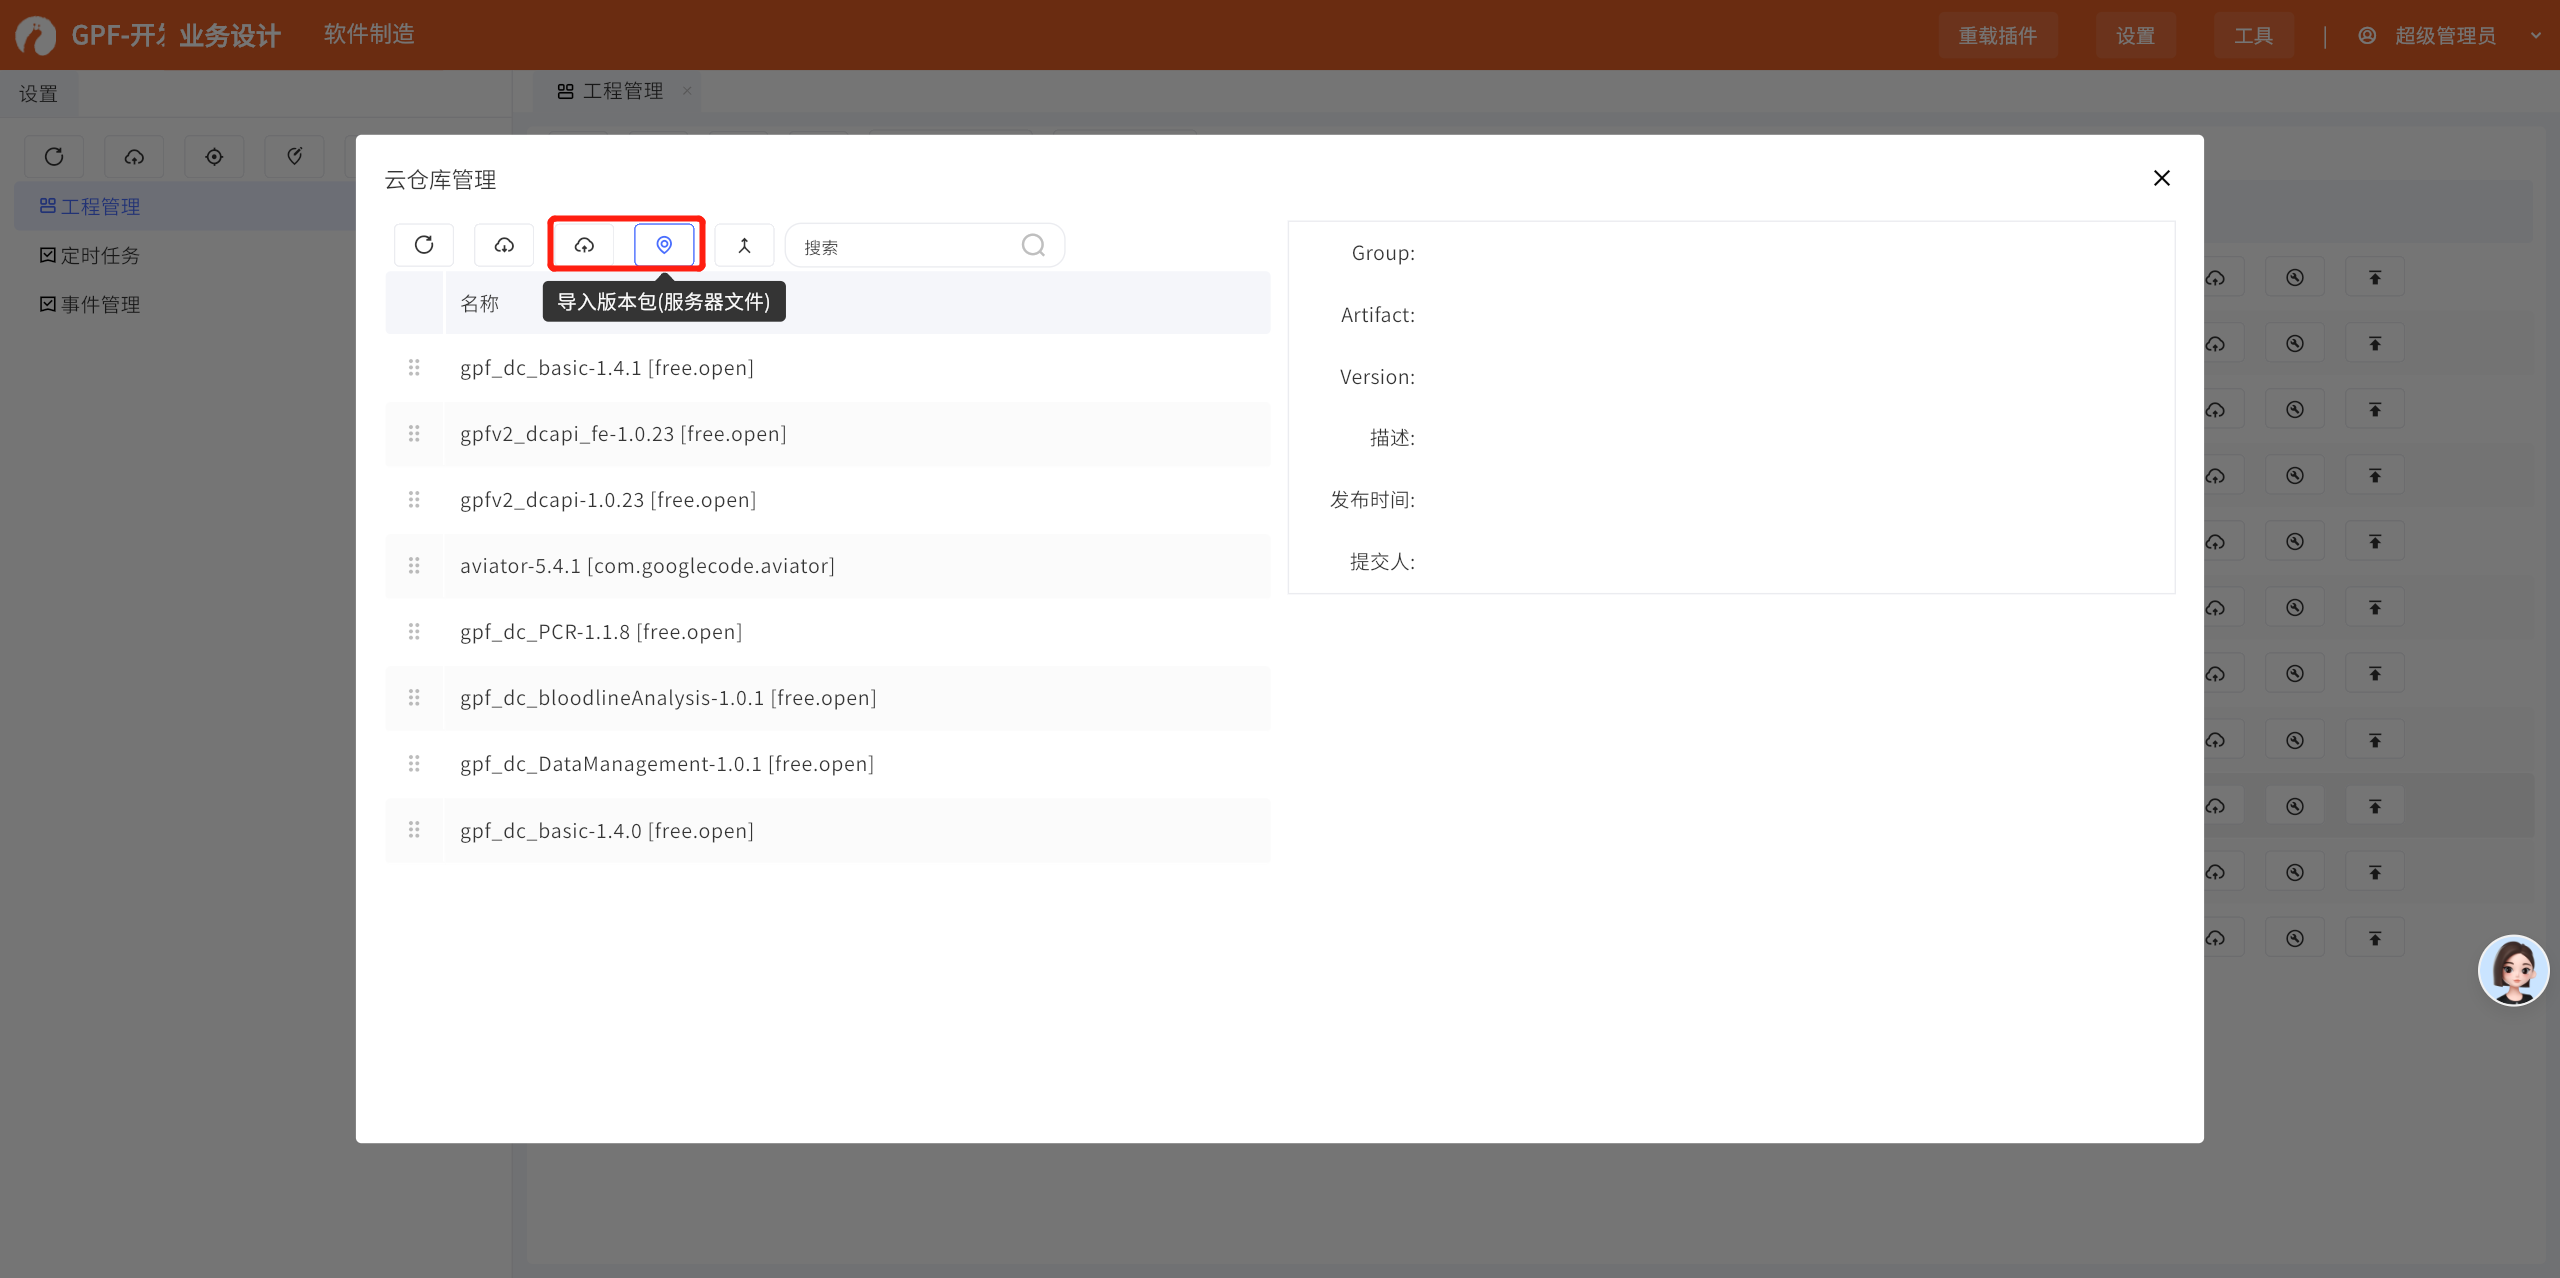 GPF-开发 业务设计 软件制造 重载插件 设置 工具 | 超级管理员
设置
工程管理
工程管理
定时任务
事件管理
云仓库管理
搜索
导入版本包(服务器文件)
名称
gpf_dc_basic-1.4.1 [free.open]
gpfv2_dcapi_fe-1.0.23 [free.open]
gpfv2_dcapi-1.0.23 [free.open]
aviator-5.4.1 [com.googlecode.aviator]
gpf_dc_PCR-1.1.8 [free.open]
gpf_dc_bloodlineAnalysis-1.0.1 [free.open]
gpf_dc_DataManagement-1.0.1 [free.open]
gpf_dc_basic-1.4.0 [free.open]
Group:
Artifact:
Version:
描述:
发布时间:
提交人: